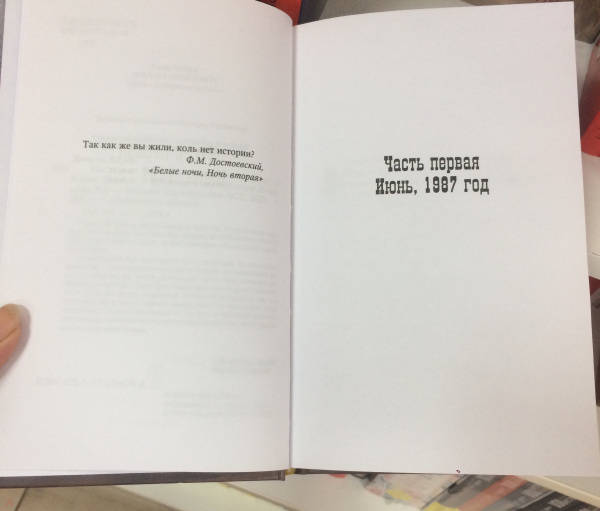 Так как же вы жили, коль нет истории?
Ф.М. Достоевский,
«Белые ночи, Ночь вторая»
Часть первая
Июнь, 1987 год